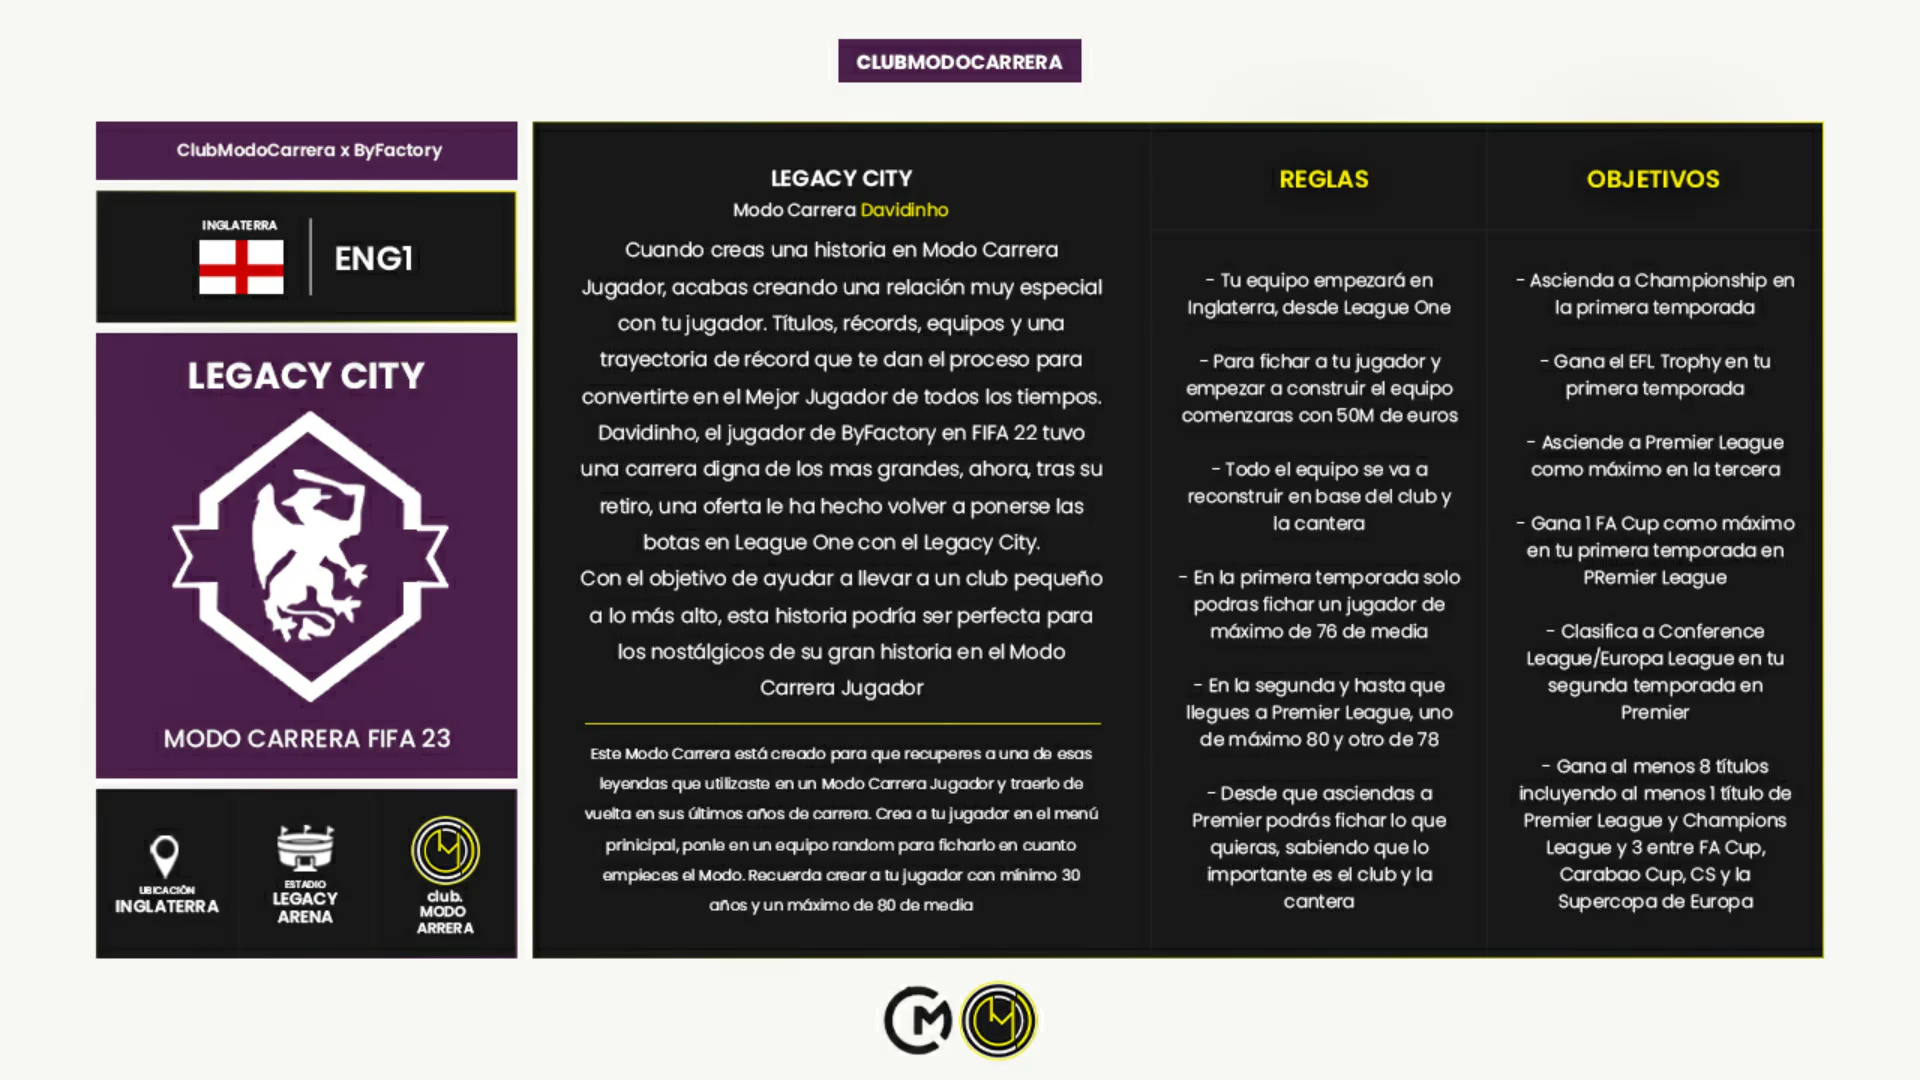 CLUBMODOCARRERA
ClubModoCarrera x ByFactory
INGLATERRA
ENG1
LEGACY CITY
MODO CARRERA FIFA 23
UBICACIÓN
INGLATERRA
ESTADIO
LEGACY
ARENA
club.
MODO
ARRERA
LEGACY CITY
Modo Carrera Davidinho
Cuando creas una historia en Modo Carrera
Jugador, acabas creando una relación muy especial
con tu jugador. Títulos, récords, equipos y una
trayectoria de récord que te dan el proceso para
convertirte en el Mejor Jugador de todos los tiempos.
Davidinho, el jugador de ByFactory en FIFA 22 tuvo
una carrera digna de los mas grandes, ahora, tras su
retiro, una oferta le ha hecho volver a ponerse las
botas en League One con el Legacy City.
Con el objetivo de ayudar a llevar a un club pequeño
a lo más alto, esta historia podría ser perfecta para
los nostálgicos de su gran historia en el Modo
Carrera Jugador
Este Modo Carrera está creado para que recuperes a una de esas
leyendas que utilizaste en un Modo Carrera Jugador y traerlo de
vuelta en sus últimos años de carrera. Crea a tu jugador en el menú
prinicipal, ponle en un equipo random para ficharlo en cuanto
empieces el Modo. Recuerda crear a tu jugador con mínimo 30
años y un máximo de 80 de media
REGLAS
- Tu equipo empezará en
Inglaterra, desde League One
- Para fichar a tu jugador y
empezar a construir el equipo
comenzaras con 50M de euros
- Todo el equipo se va a
reconstruir en base del club y
la cantera
- En la primera temporada solo
podras fichar un jugador de
máximo de 76 de media
- En la segunda y hasta que
llegues a Premier League, uno
de máximo 80 y otro de 78
- Desde que asciendas a
Premier podrás fichar lo que
quieras, sabiendo que lo
importante es el club y la
cantera
OBJETIVOS
- Ascienda a Championship en
la primera temporada
- Gana el EFL Trophy en tu
primera temporada
- Asciende a Premier League
como máximo en la tercera
- Gana 1 FA Cup como máximo
en tu primera temporada en
PRemier League
- Clasifica a Conference
League/Europa League en tu
segunda temporada en
Premier
- Gana al menos 8 títulos
incluyendo al menos 1 título de
Premier League y Champions
League y 3 entre FA Cup,
Carabao Cup, CS y la
Supercopa de Europa
CM